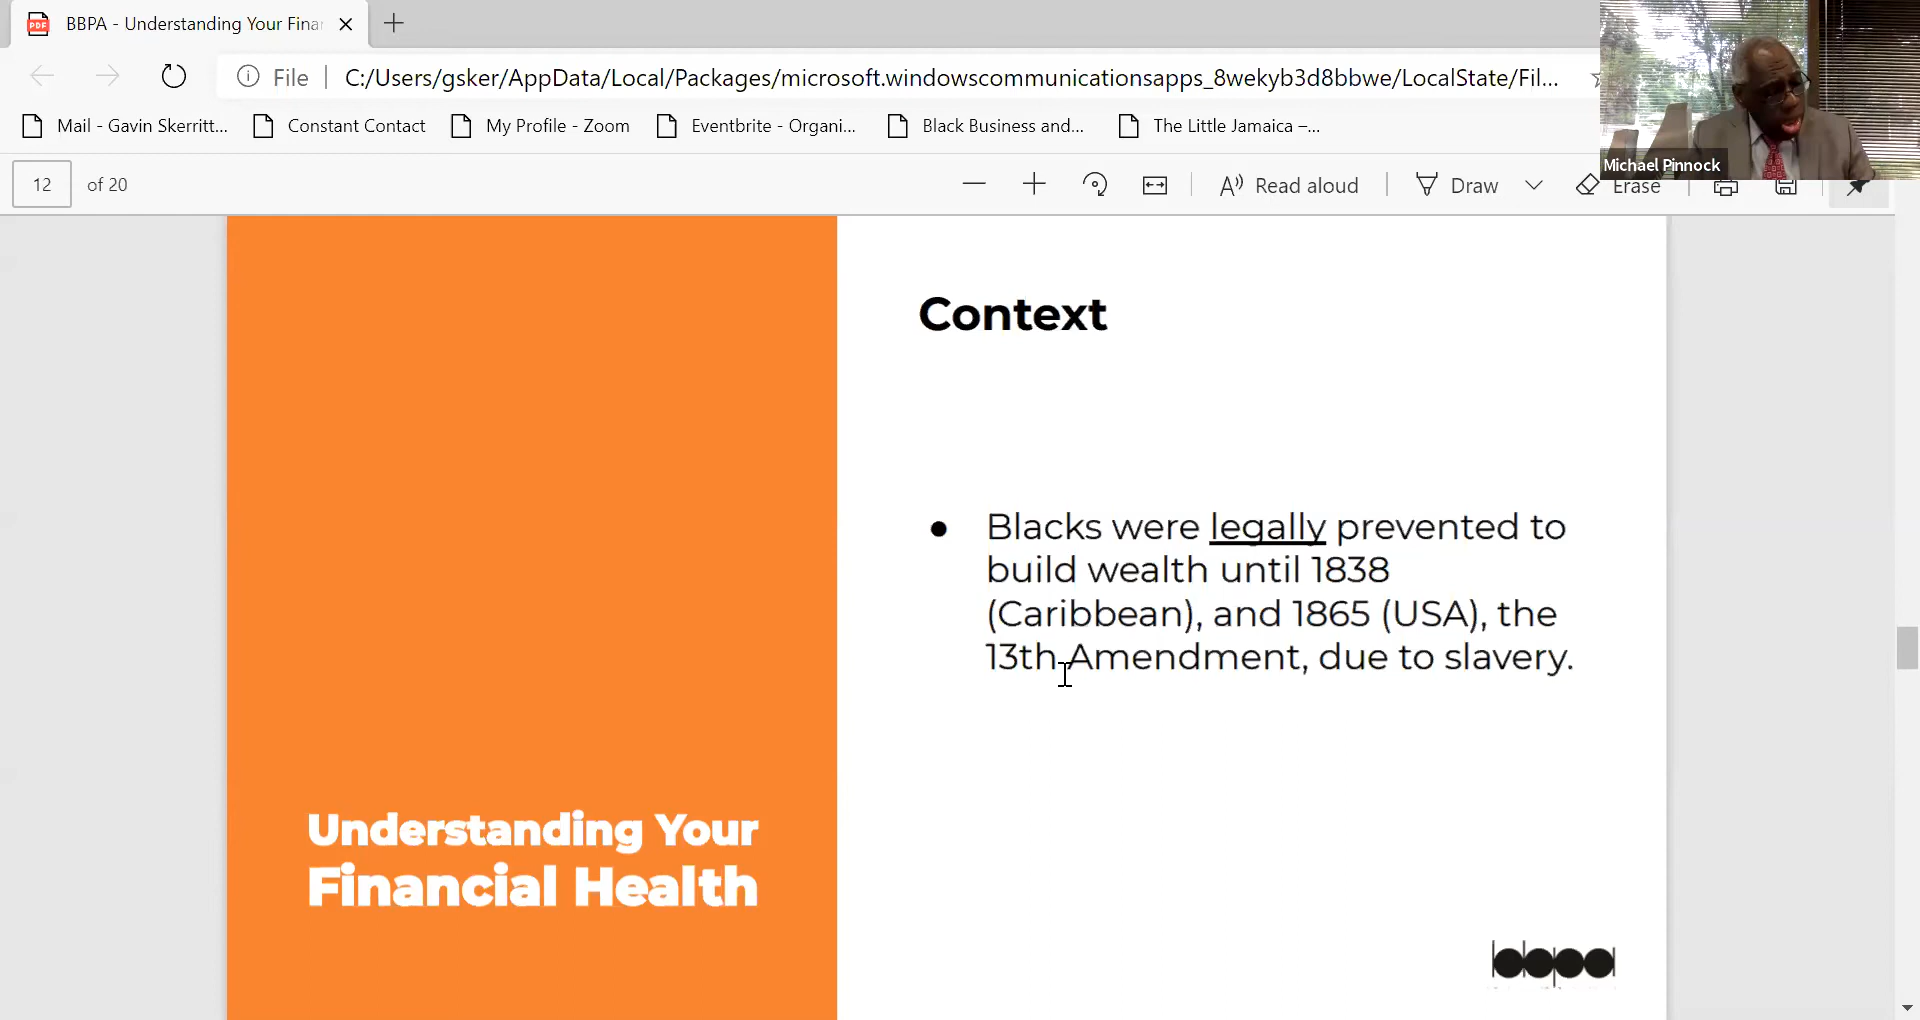 BBPA - Understanding Your Finan
File
C:/Users/gsker/AppData/Local/Packages/microsoft.windowscommunicationsapps_8wekyb3d8bbwe/LocalState/Fil...
Mail - Gavin Skerritt...
Constant Contact
My Profile - Zoom
Eventbrite - Organi...
Black Business and...
The Little Jamaica –...
Michael Pinnock
12 of 20
Read aloud
Draw
Erase
Context
● Blacks were legally prevented to
build wealth until 1838
(Caribbean), and 1865 (USA), the
13th Amendment, due to slavery.
Understanding Your
Financial Health
bbpa